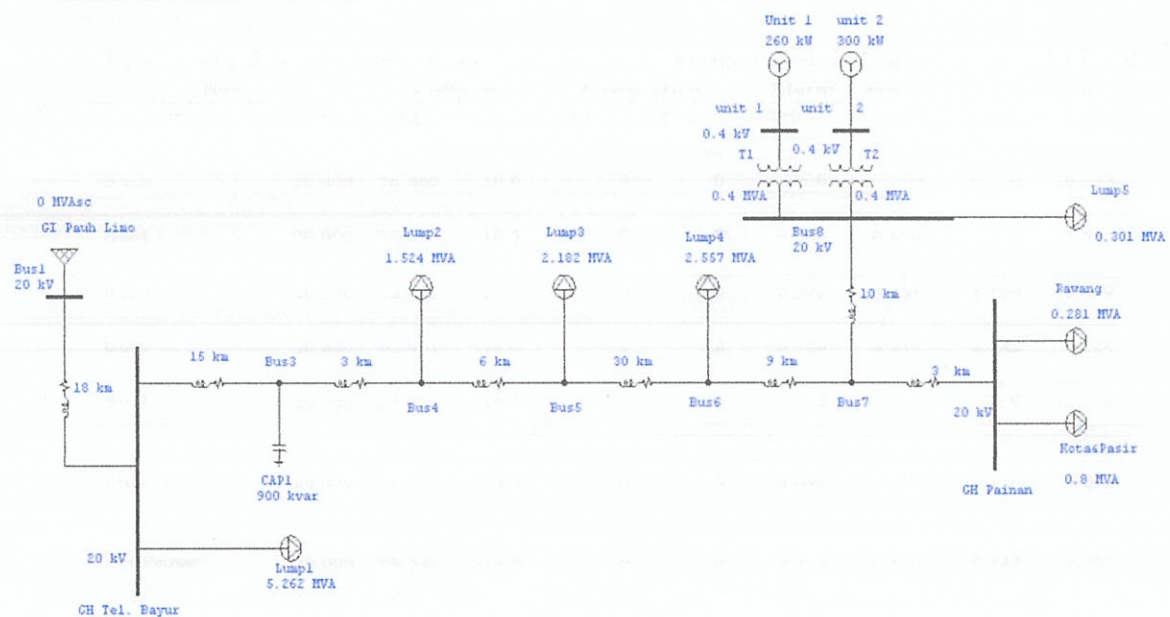 Unit 1 unit 2
260 kW 300 kW
unit 1 unit 2
0.4 kV
0.4 kV
T1 T2
0.4 MVA 0.4 MVA
Lump5
0.301 MVA
Bus8
20 kV
0 MVAsc
GI Pauh Limo
Bus1
20 kV
Lump2
1.524 MVA
Lump3
2.182 MVA
Lump4
2.557 MVA
10 km
Rawang
0.281 MVA
18 km
15 km
Bus3
3 km
6 km
30 km
9 km
3 km
Bus4
Bus5
Bus6
Bus7
20 kV
CAP1
900 kvar
Kota&Pasir
0.8 MVA
GH Painan
20 kV
Lump1
5.262 MVA
GH Tel. Bayur